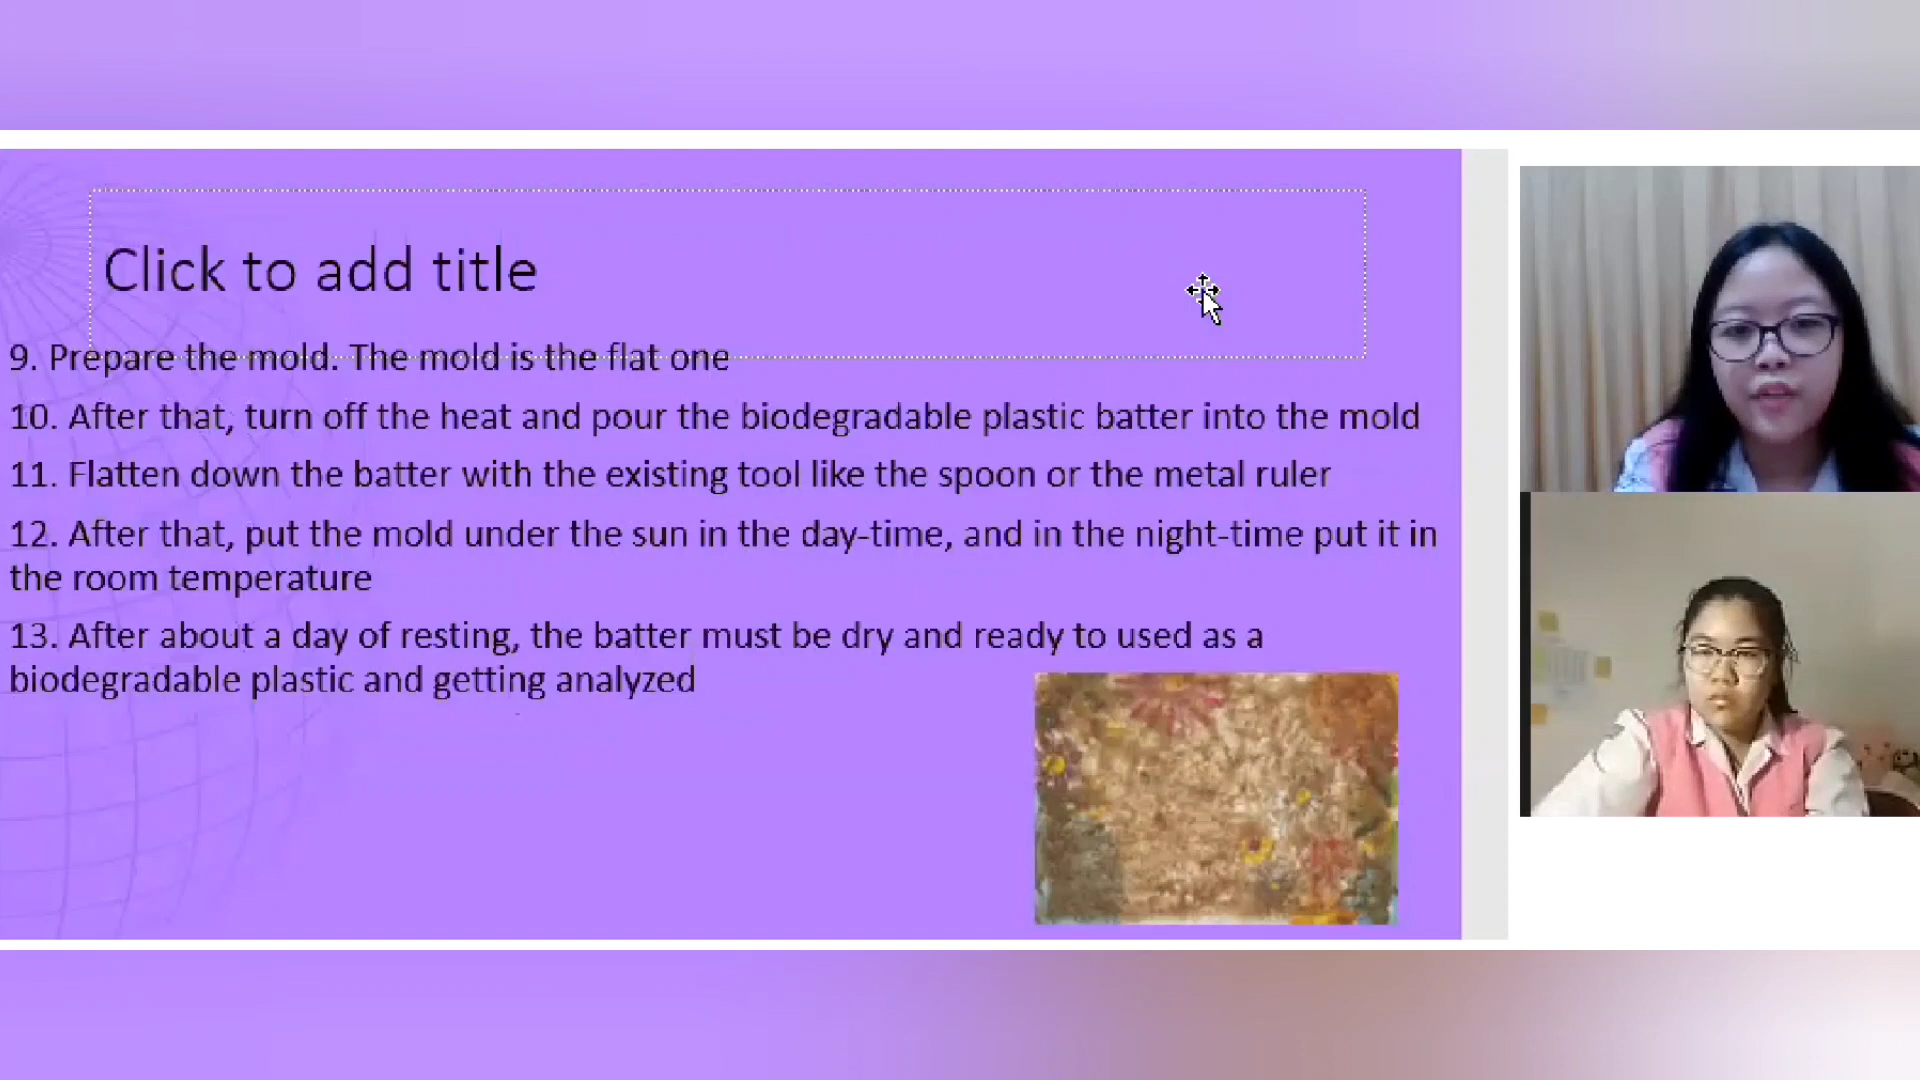 Click to add title
9. Prepare the mold. The mold is the flat one
10. After that, turn off the heat and pour the biodegradable plastic batter into the mold
11. Flatten down the batter with the existing tool like the spoon or the metal ruler
12. After that, put the mold under the sun in the day-time, and in the night-time put it in
the room temperature
13. After about a day of resting, the batter must be dry and ready to used as a
biodegradable plastic and getting analyzed